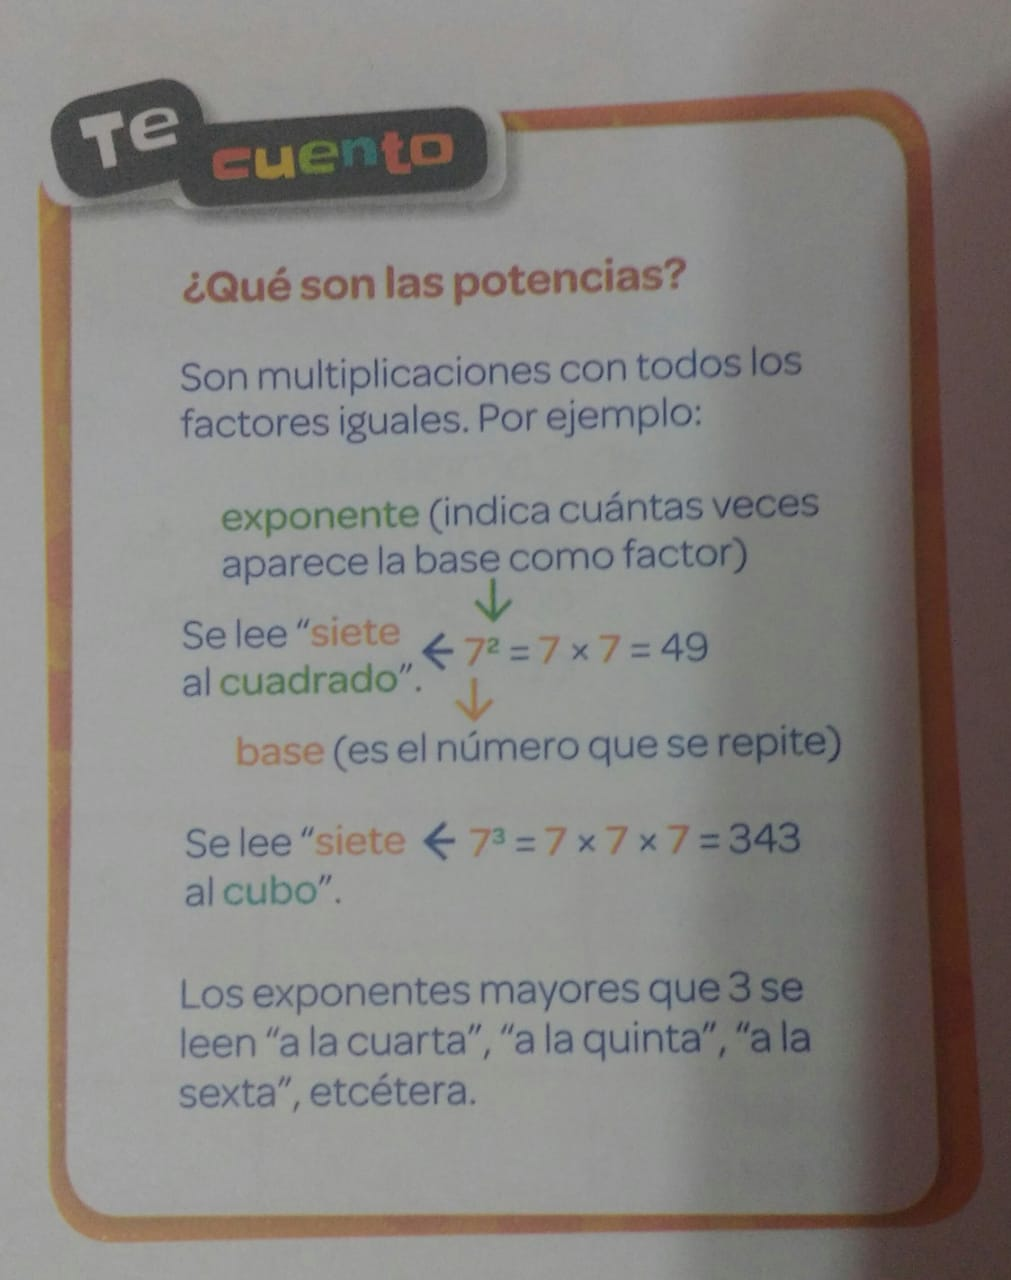 Te cuento
¿Qué son las potencias?
Son multiplicaciones con todos los
factores iguales. Por ejemplo:
exponente (indica cuántas veces
aparece la base como factor)
Se lee “siete ← 7² = 7 × 7 = 49
al cuadrado”.
base (es el número que se repite)
Se lee “siete ← 7³ = 7 × 7 × 7 = 343
al cubo”.
Los exponentes mayores que 3 se
leen “a la cuarta”, “a la quinta”, “a la
sexta”, etcétera.